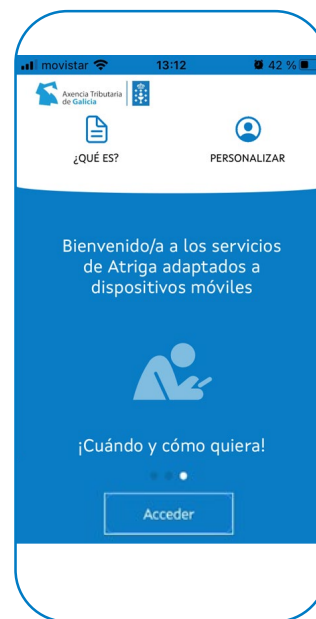 movistar 13:12 42 %
Axencia Tributaria
de Galicia
¿QUÉ ES? PERSONALIZAR
Bienvenido/a a los servicios
de Atriga adaptados a
dispositivos móviles
¡Cuándo y cómo quiera!
Acceder